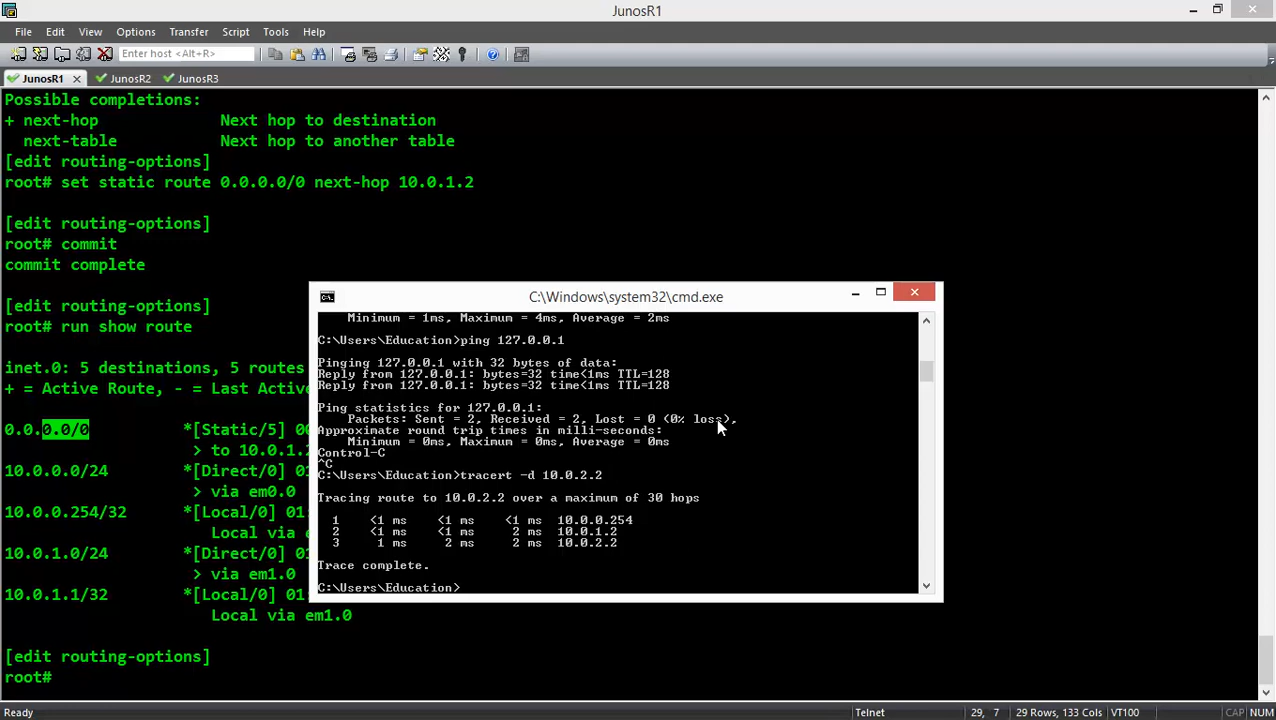 JunosR1
File Edit View Options Transfer Script Tools Help
Enter host <Alt+R>
JunosR1 JunosR2 JunosR3
Possible completions:
+ next-hop Next hop to destination
next-table Next hop to another table
[edit routing-options]
root# set static route 0.0.0.0/0 next-hop 10.0.1.2
[edit routing-options]
root# commit
commit complete
[edit routing-options]
root# run show route
inet.0: 5 destinations, 5 routes
+ = Active Route, - = Last Active
0.0.0.0/0 *[Static/5] 00
> to 10.0.1.2
10.0.0.0/24 *[Direct/0] 01:
> via em0.0
10.0.0.254/32 *[Local/0] 01:
Local via e
10.0.1.0/24 *[Direct/0] 01:
> via em1.0
10.0.1.1/32 *[Local/0] 01:
Local via em1.0
[edit routing-options]
root#
C:\Windows\system32\cmd.exe
Minimum = 1ms, Maximum = 4ms, Average = 2ms
C:\Users\Education>ping 127.0.0.1
Pinging 127.0.0.1 with 32 bytes of data:
Reply from 127.0.0.1: bytes=32 time<1ms TTL=128
Reply from 127.0.0.1: bytes=32 time<1ms TTL=128
Ping statistics for 127.0.0.1:
Packets: Sent = 2, Received = 2, Lost = 0 (0% loss),
Approximate round trip times in milli-seconds:
Minimum = 0ms, Maximum = 0ms, Average = 0ms
Control-C
^C
C:\Users\Education>tracert -d 10.0.2.2
Tracing route to 10.0.2.2 over a maximum of 30 hops
1 <1 ms <1 ms <1 ms 10.0.0.254
2 <1 ms <1 ms 2 ms 10.0.1.2
3 1 ms 2 ms 2 ms 10.0.2.2
Trace complete.
C:\Users\Education>
Ready Telnet 29, 7 29 Rows, 133 Cols VT100 CAP NUM